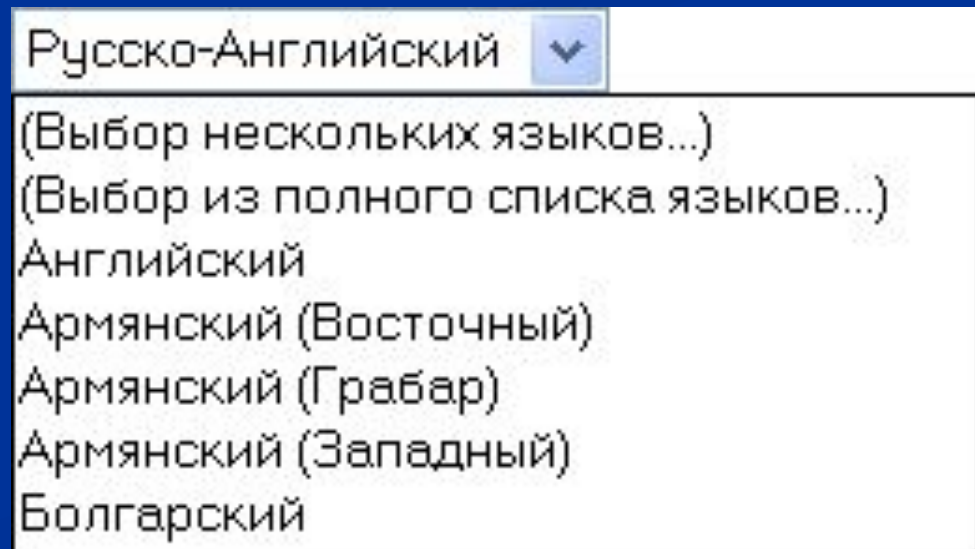 Русско-Английский
(Выбор нескольких языков...)
(Выбор из полного списка языков...)
Английский
Армянский (Восточный)
Армянский (Грабар)
Армянский (Западный)
Болгарский